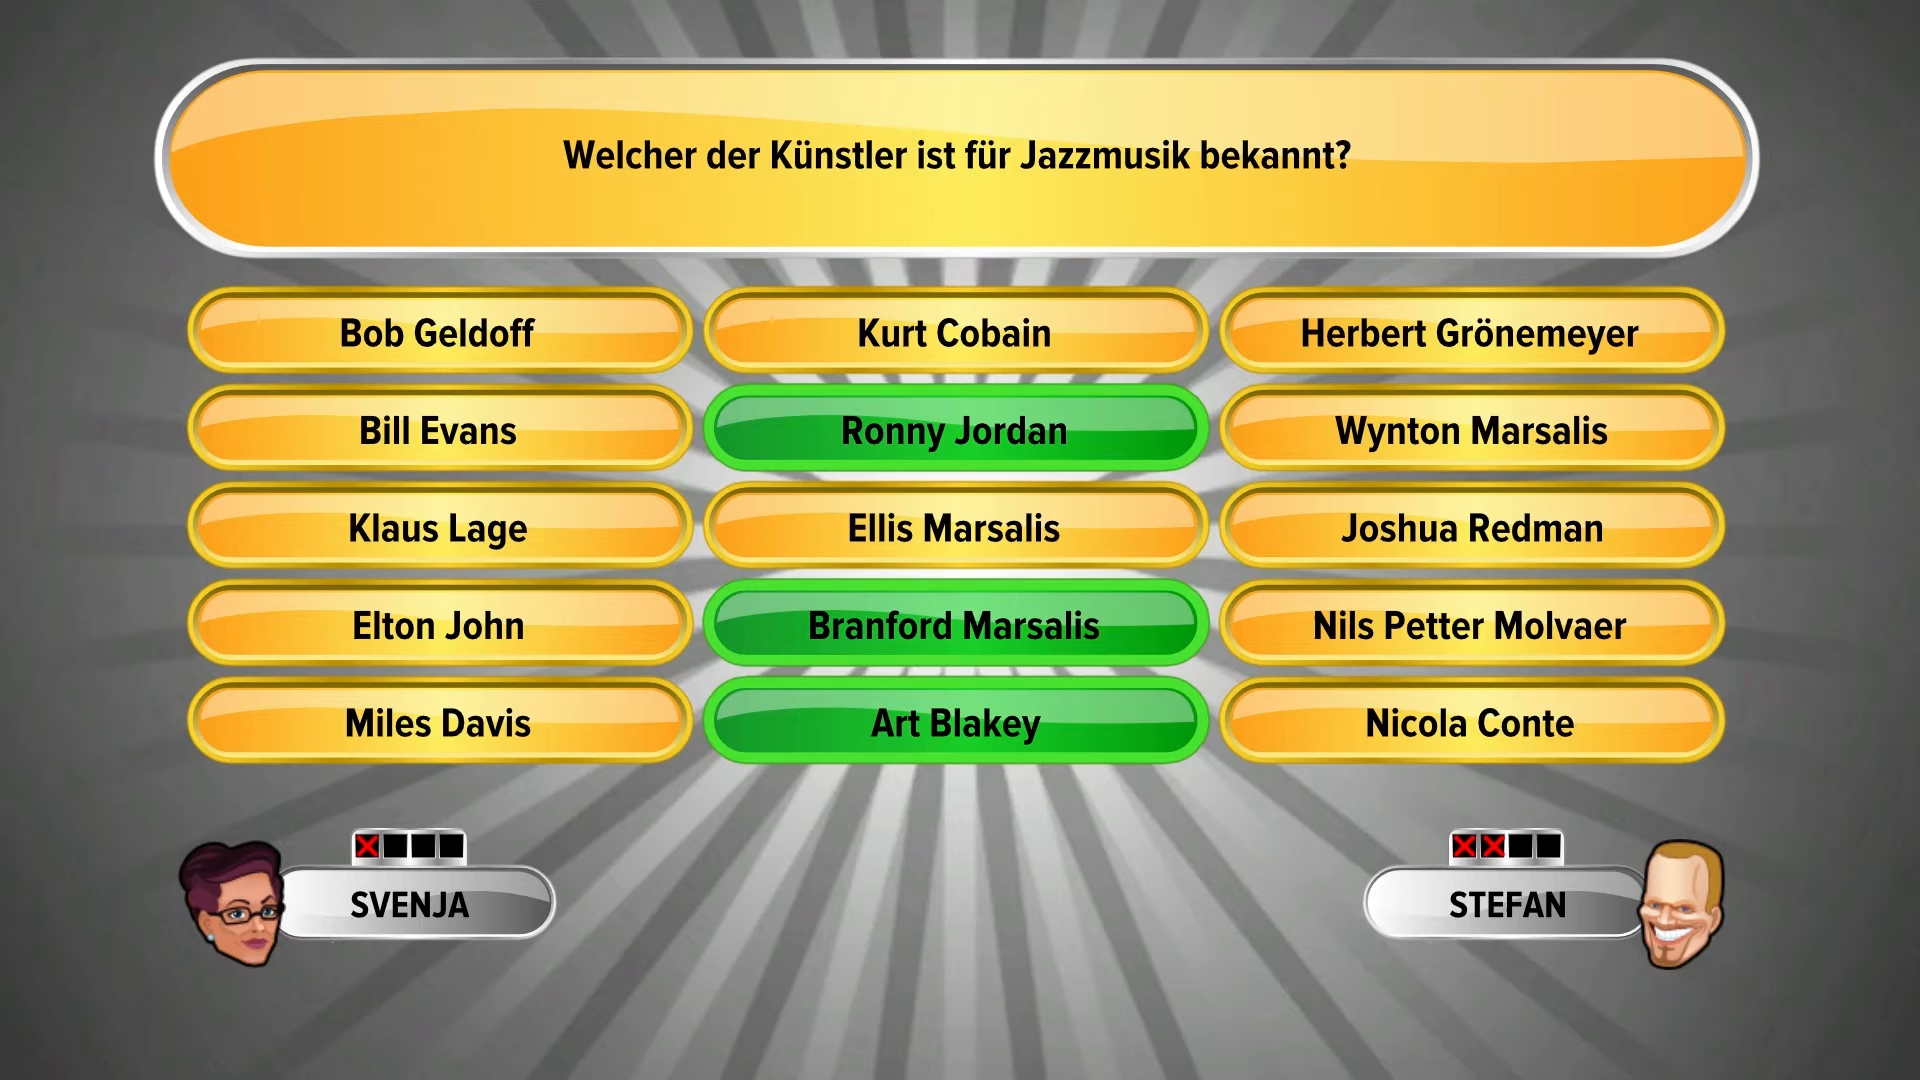 Welcher der Künstler ist für Jazzmusik bekannt?
Bob Geldoff
Kurt Cobain
Herbert Grönemeyer
Bill Evans
Ronny Jordan
Wynton Marsalis
Klaus Lage
Ellis Marsalis
Joshua Redman
Elton John
Branford Marsalis
Nils Petter Molvaer
Miles Davis
Art Blakey
Nicola Conte
SVENJA
STEFAN